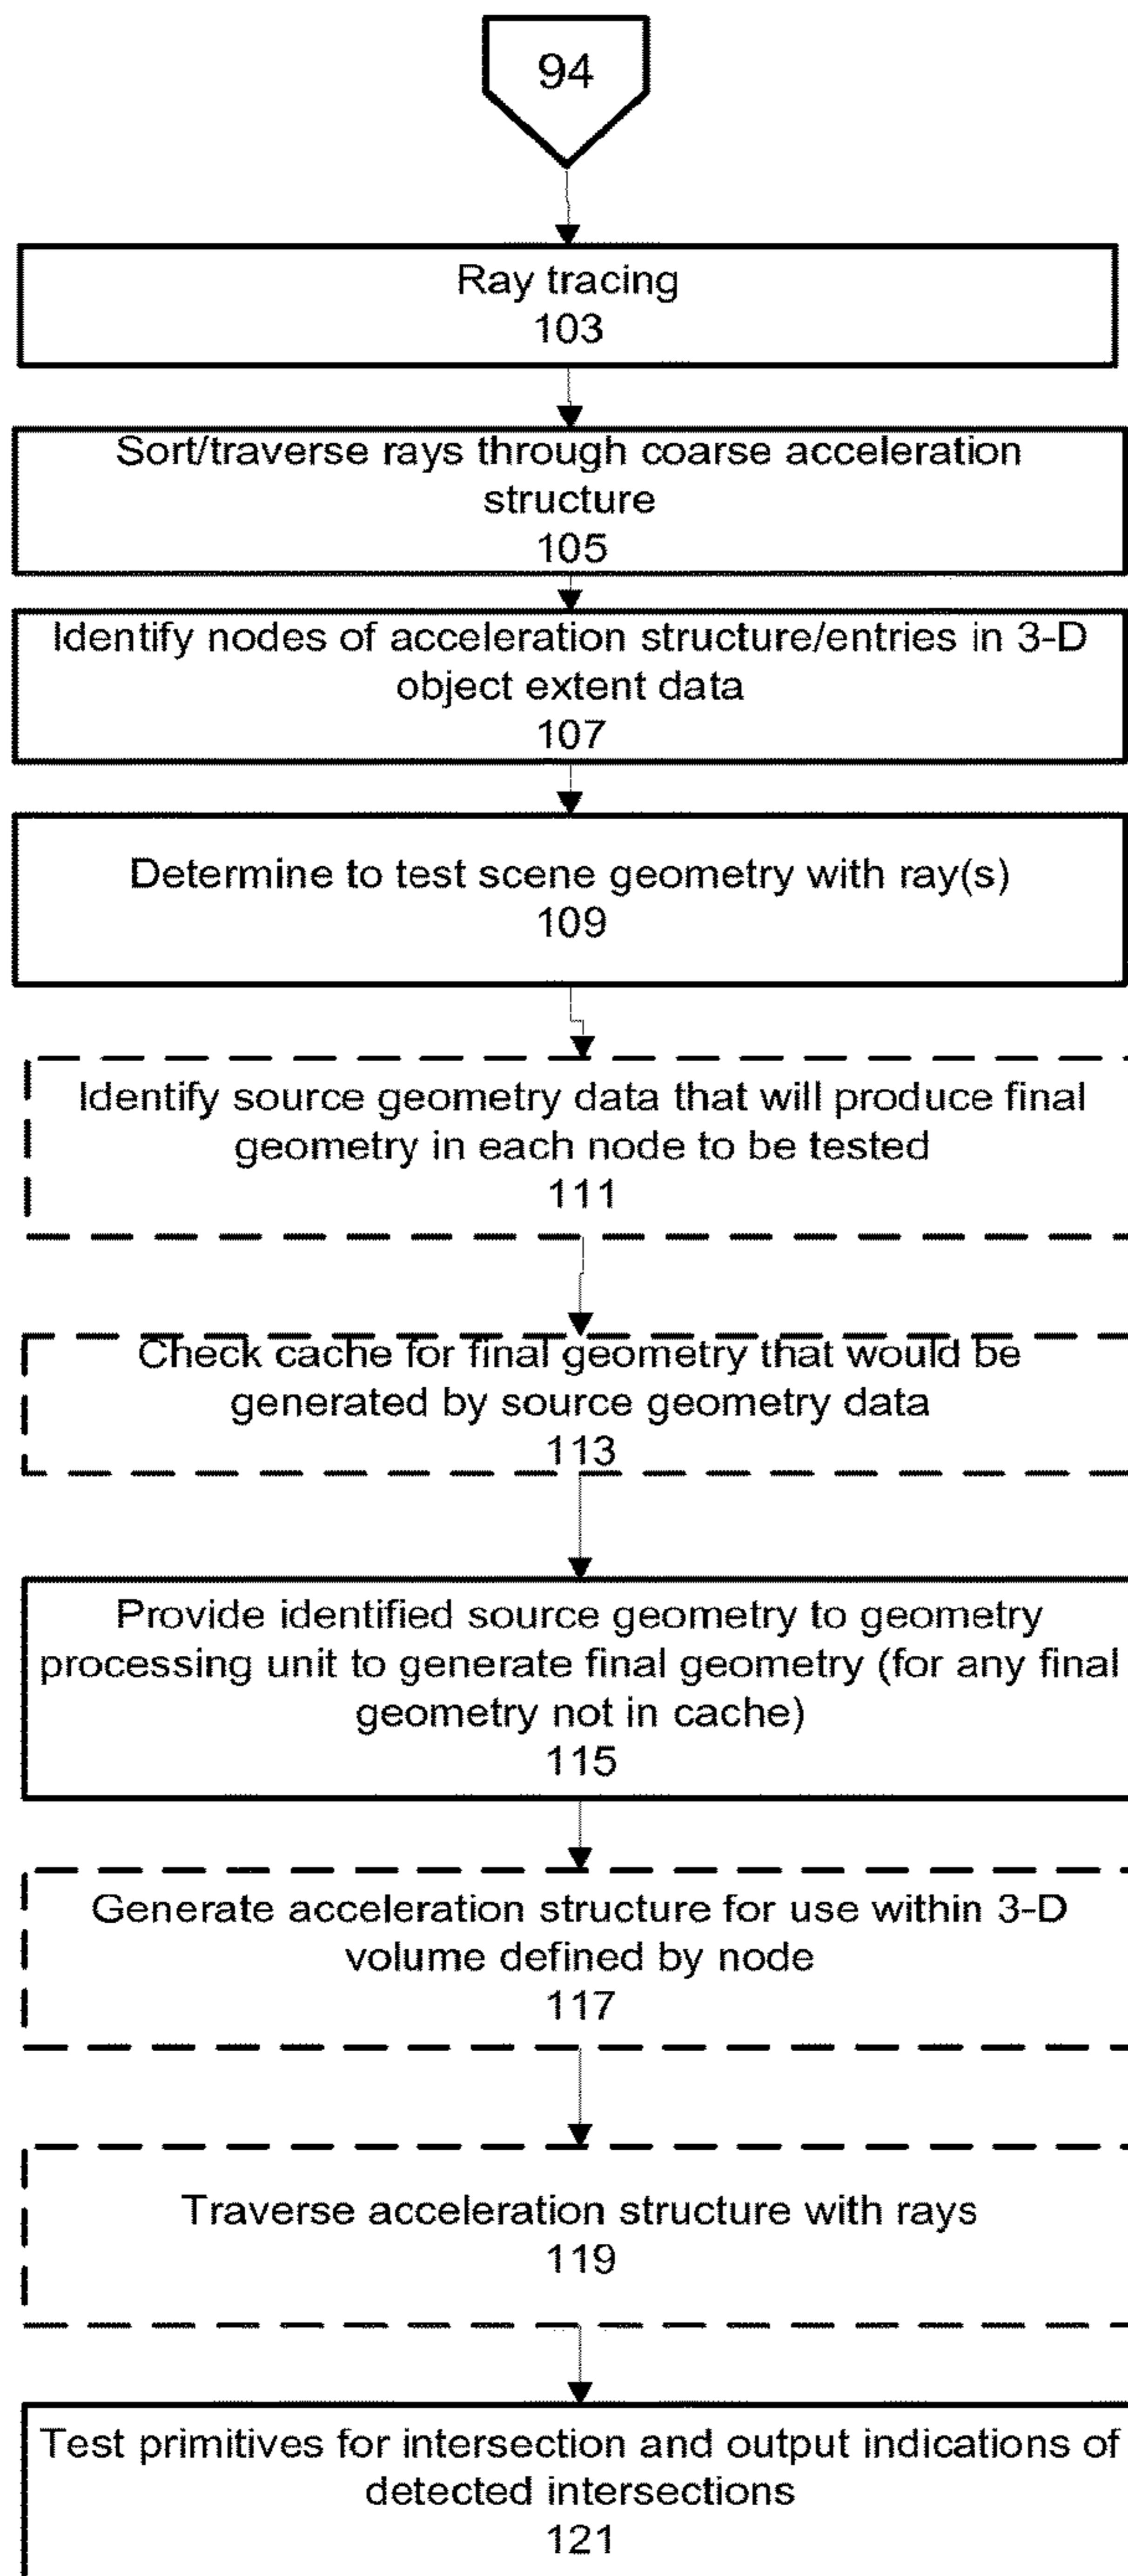 94
Ray tracing
103
Sort/traverse rays through coarse acceleration
structure
105
Identify nodes of acceleration structure/entries in 3-D
object extent data
107
Determine to test scene geometry with ray(s)
109
Identify source geometry data that will produce final
geometry in each node to be tested
111
Check cache for final geometry that would be
generated by source geometry data
113
Provide identified source geometry to geometry
processing unit to generate final geometry (for any final
geometry not in cache)
115
Generate acceleration structure for use within 3-D
volume defined by node
117
Traverse acceleration structure with rays
119
Test primitives for intersection and output indications of
detected intersections
121